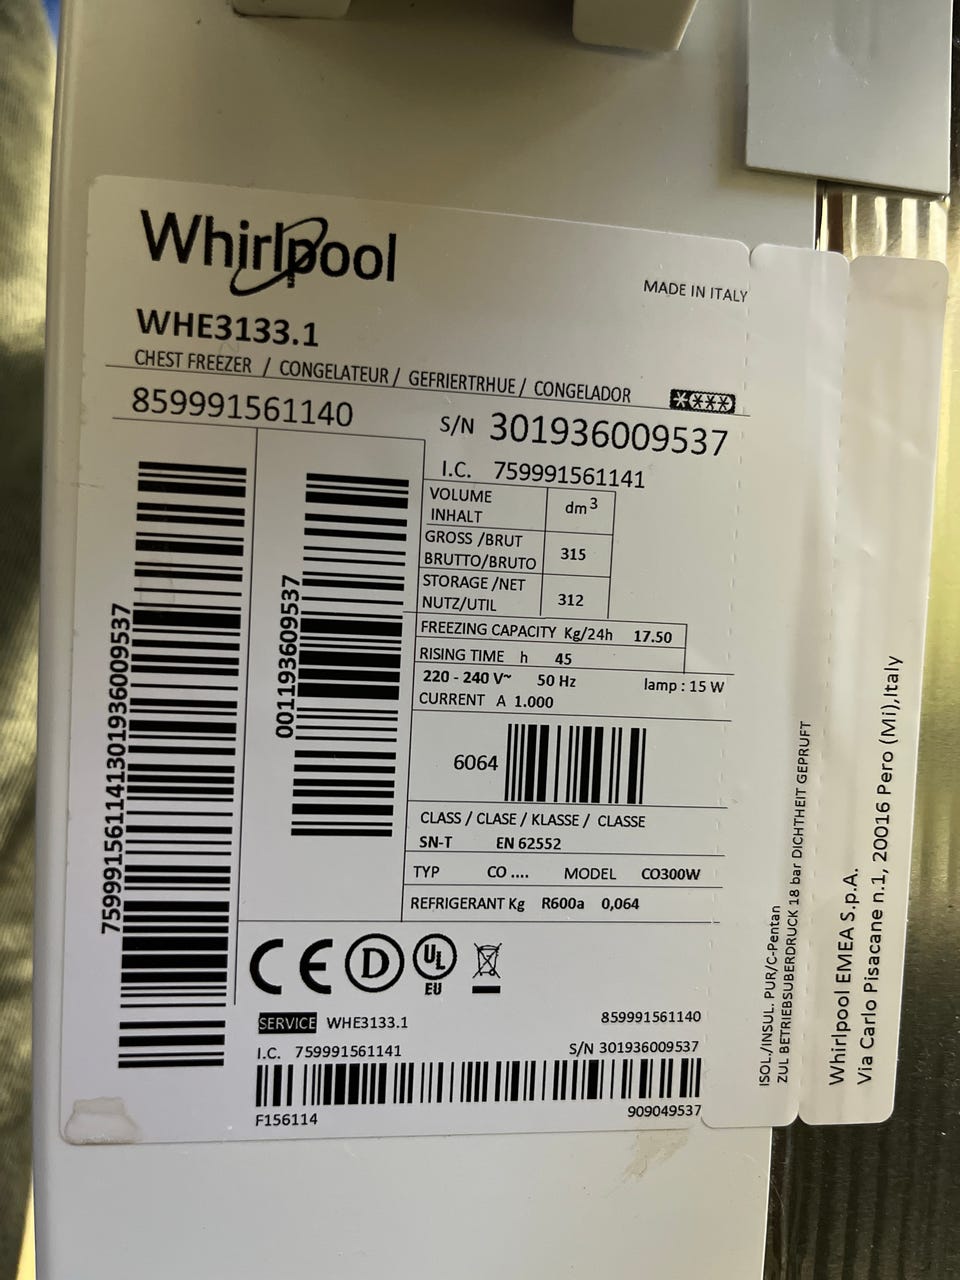 Whirlpool
MADE IN ITALY
WHE3133.1
CHEST FREEZER / CONGELATEUR / GEFRIERTRHUE / CONGELADOR
859991561140
S/N 301936009537
I.C. 759991561141
VOLUME
INHALT
dm3
GROSS /BRUT
BRUTTO/BRUTO
315
STORAGE /NET
NUTZ/UTIL
312
FREEZING CAPACITY Kg/24h 17.50
RISING TIME h 45
220 - 240 V~ 50 Hz lamp : 15 W
CURRENT A 1.000
6064
CLASS / CLASE / KLASSE / CLASSE
SN-T EN 62552
TYP CO .... MODEL CO300W
REFRIGERANT Kg R600a 0,064
759991561141301936009537
001193609537
CE D UL EU
SERVICE WHE3133.1 859991561140
I.C. 759991561141 S/N 301936009537
F156114 909049537
ISOL./INSUL. PUR/C-Pentan
ZUL BETRIEBSUBERDRUCK 18 bar DICHTHEIT GEPRUFT
Whirlpool EMEA S.p.A.
Via Carlo Pisacane n.1, 20016 Pero (Mi),Italy